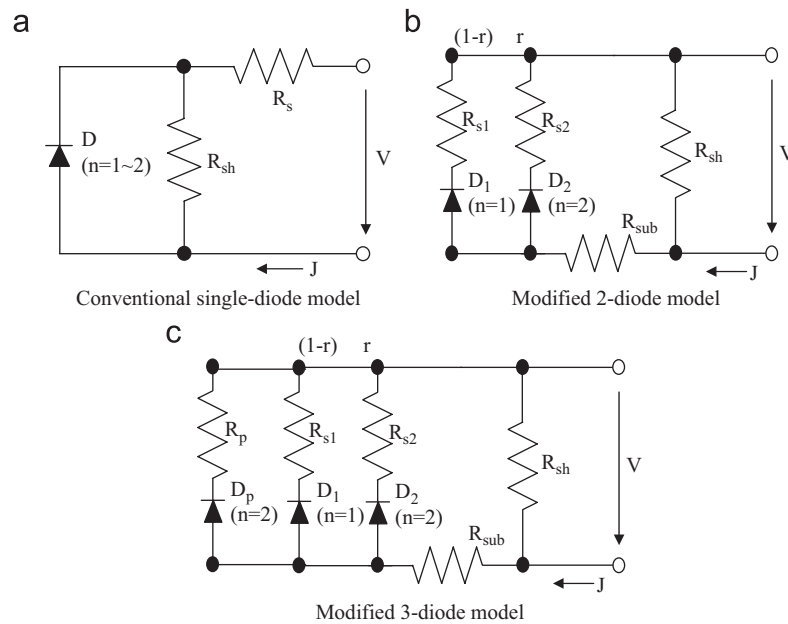 a
D
(n=1~2)
R_sh
R_s
V
J
Conventional single-diode model
b
(1-r) r
R_s1
R_s2
D_1
(n=1)
D_2
(n=2)
R_sub
R_sh
V
J
Modified 2-diode model
c
(1-r) r
R_p
R_s1
R_s2
D_p
(n=2)
D_1
(n=1)
D_2
(n=2)
R_sub
R_sh
V
J
Modified 3-diode model